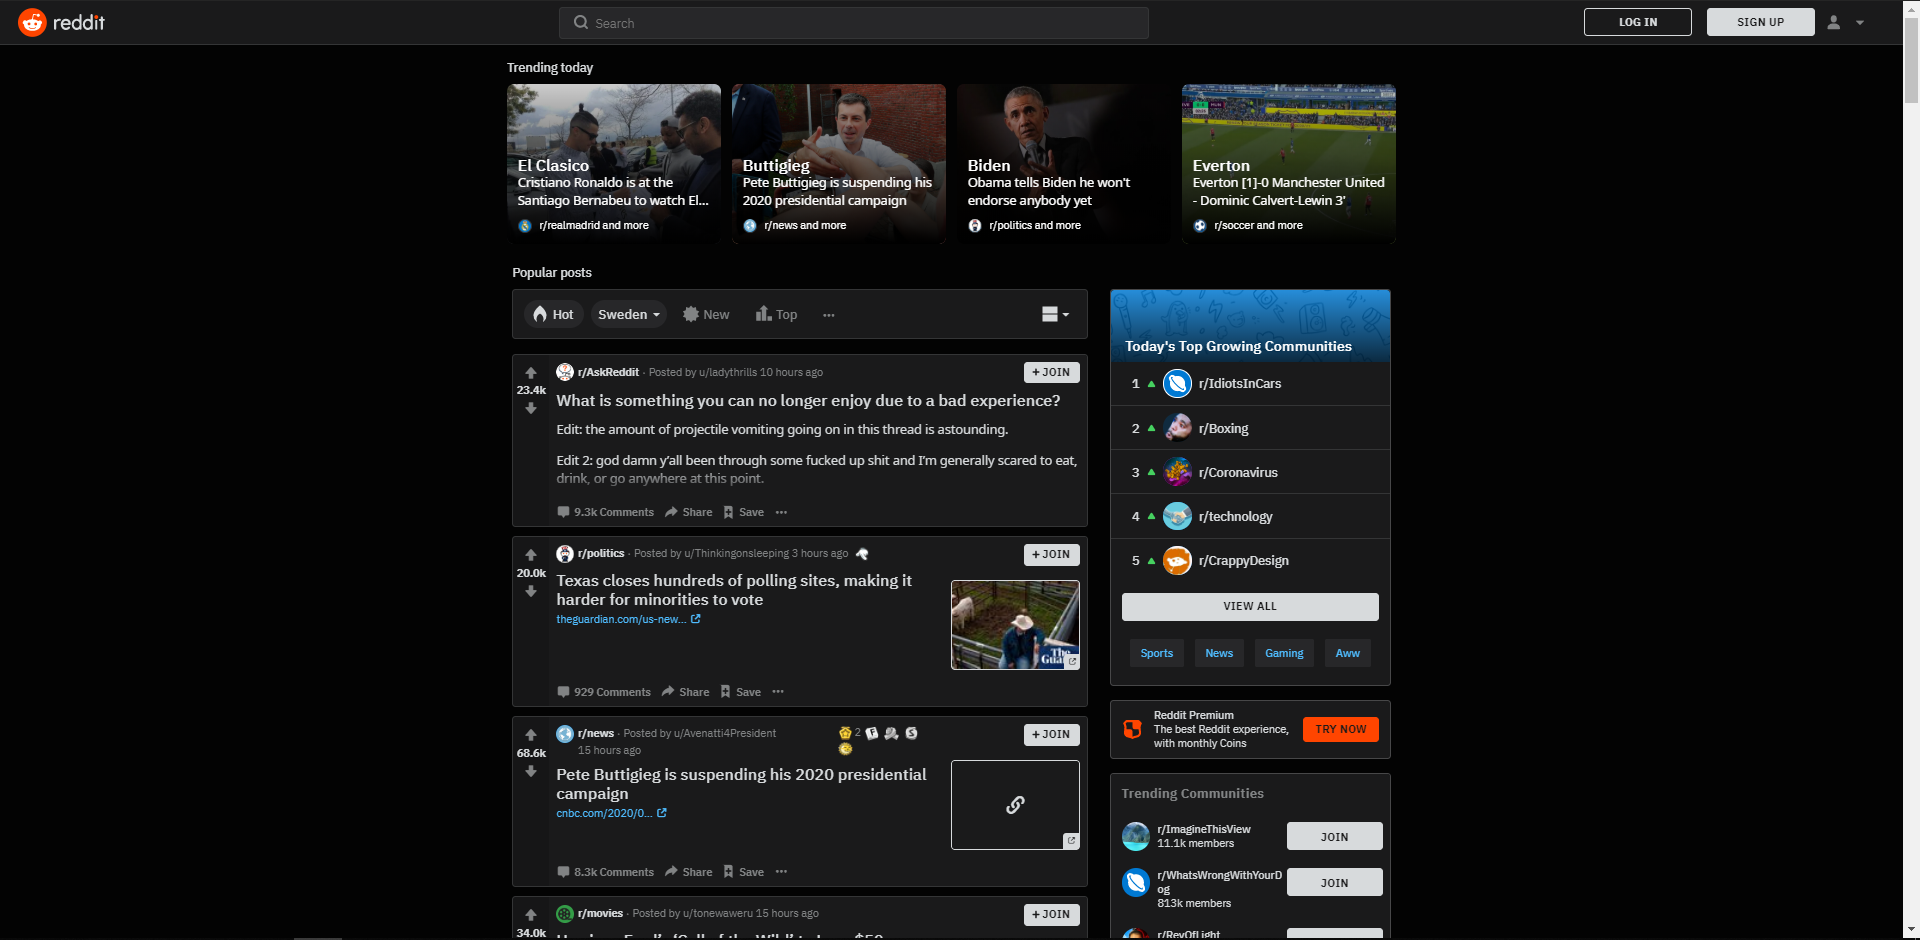 reddit
Search
LOG IN
SIGN UP
Trending today
El Clasico
Cristiano Ronaldo is at the
Santiago Bernabeu to watch El...
r/realmadrid and more
Buttigieg
Pete Buttigieg is suspending his
2020 presidential campaign
r/news and more
Biden
Obama tells Biden he won't
endorse anybody yet
r/politics and more
Everton
Everton [1]-0 Manchester United
- Dominic Calvert-Lewin 3'
r/soccer and more
Popular posts
Hot
Sweden
New
Top
23.4k
r/AskReddit · Posted by u/ladythrills 10 hours ago
+ JOIN
What is something you can no longer enjoy due to a bad experience?
Edit: the amount of projectile vomiting going on in this thread is astounding.
Edit 2: god damn y'all been through some fucked up shit and I'm generally scared to eat,
drink, or go anywhere at this point.
9.3k Comments
Share
Save
20.0k
r/politics · Posted by u/Thinkingonsleeping 3 hours ago
+ JOIN
Texas closes hundreds of polling sites, making it
harder for minorities to vote
theguardian.com/us-new...
929 Comments
Share
Save
68.6k
r/news · Posted by u/Avenatti4President
15 hours ago
2
+ JOIN
Pete Buttigieg is suspending his 2020 presidential
campaign
cnbc.com/2020/0...
8.3k Comments
Share
Save
34.0k
r/movies · Posted by u/tonewaweru 15 hours ago
+ JOIN
Today's Top Growing Communities
1 r/IdiotsInCars
2 r/Boxing
3 r/Coronavirus
4 r/technology
5 r/CrappyDesign
VIEW ALL
Sports
News
Gaming
Aww
Reddit Premium
The best Reddit experience,
with monthly Coins
TRY NOW
Trending Communities
r/ImagineThisView
11.1k members
JOIN
r/WhatsWrongWithYourD
og
813k members
JOIN
r/RevOfLight